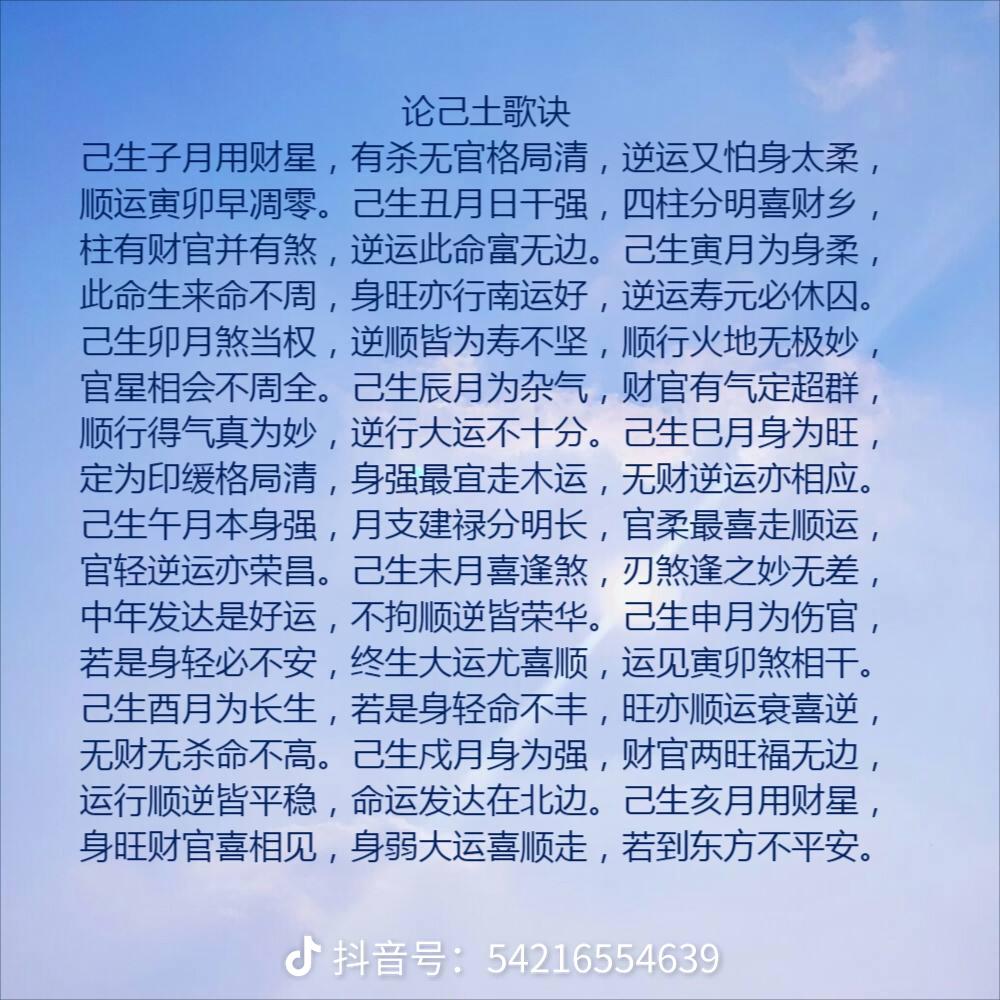 论己土歌诀
己生子月用财星，有杀无官格局清，逆运又怕身太柔，
顺运寅卯早凋零。己生丑月日干强，四柱分明喜财乡，
柱有财官并有煞，逆运此命富无边。己生寅月为身柔，
此命生来命不周，身旺亦行南运好，逆运寿元必休囚。
己生卯月煞当权，逆顺皆为寿不坚，顺行火地无极妙，
官星相会不周全。己生辰月为杂气，财官有气定超群，
顺行得气真为妙，逆行大运不十分。己生巳月身为旺，
定为印缓格局清，身强最宜走木运，无财逆运亦相应。
己生午月本身强，月支建禄分明长，官柔最喜走顺运，
官轻逆运亦荣昌。己生未月喜逢煞，刃煞逢之妙无差，
中年发达是好运，不拘顺逆皆荣华。己生申月为伤官，
若是身轻必不安，终生大运尤喜顺，运见寅卯煞相干。
己生酉月为长生，若是身轻命不丰，旺亦顺运衰喜逆，
无财无杀命不高。己生戍月身为强，财官两旺福无边，
运行顺逆皆平稳，命运发达在北边。己生亥月用财星，
身旺财官喜相见，身弱大运喜顺走，若到东方不平安。
抖音号：54216554639